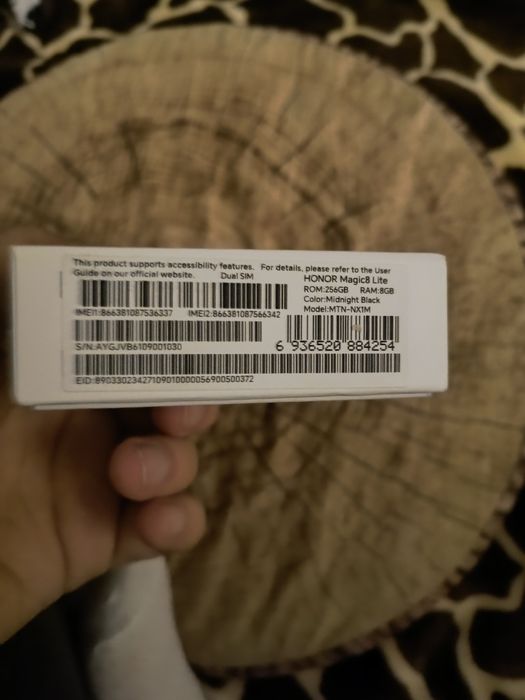 This product supports accessibility features. For details, please refer to the User
Guide on our official website. Dual SIM
HONOR Magic8 Lite
ROM:256GB RAM:8GB
Color:Midnight Black
Model:MTN-NX1M
IMEI1:866381087536337 IMEI2:866381087566342
S/N:AYGJVB6109001030
6 936520 884254
EID:89033023427109010000056900500372